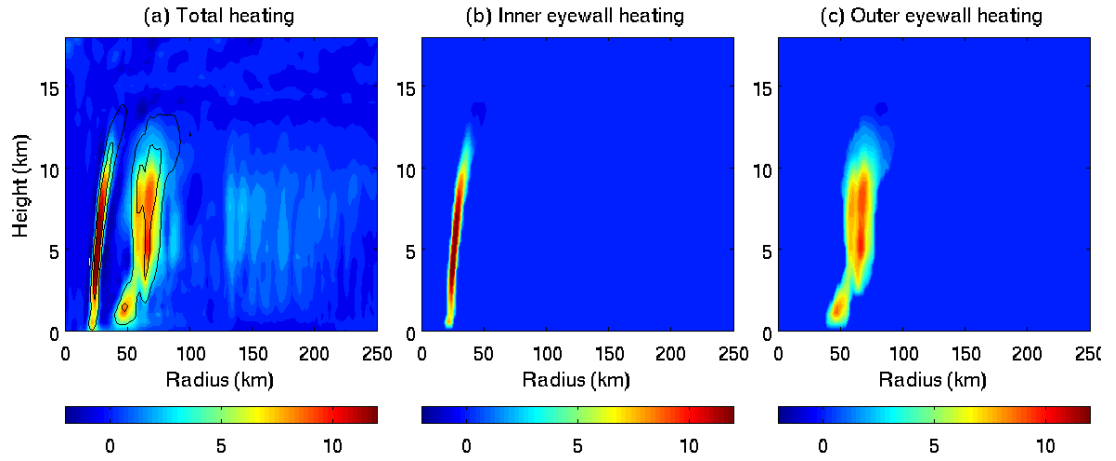 (a) Total heating (b) Inner eyewall heating (c) Outer eyewall heating
Height (km)
15 15 15
10 10 10
5 5 5
0 0 0
0 50 100 150 200 250 0 50 100 150 200 250 0 50 100 150 200 250
Radius (km) Radius (km) Radius (km)
0 5 10 0 5 10 0 5 10